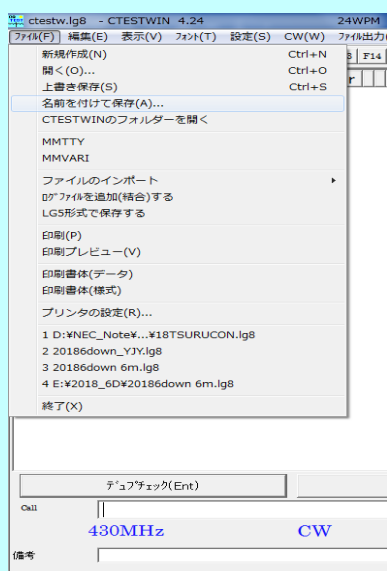 ctestw.lg8 - CTESTWIN 4.24 24WPM
ﾌｧｲﾙ(F) 編集(E) 表示(V) ﾌｫﾝﾄ(T) 設定(S) CW(W) ﾌｧｲﾙ出力(
新規作成(N) Ctrl+N
開く(O)... Ctrl+O
上書き保存(S) Ctrl+S
名前を付けて保存(A)...
CTESTWINのフォルダーを開く
MMTTY
MMVARI
ファイルのインポート
ﾛｸﾞﾌｧｲﾙを追加(結合)する
LG5形式で保存する
印刷(P)
印刷プレビュー(V)
印刷書体(データ)
印刷書体(様式)
プリンタの設定(R)...
1 D:¥NEC_Note¥...¥18TSURUCON.lg8
2 20186down_YJY.lg8
3 20186down 6m.lg8
4 E:¥2018_6D¥20186down 6m.lg8
終了(X)
F14
r
ﾃﾞｭﾌﾟﾁｪｯｸ(Ent)
Call
430MHz CW
備考